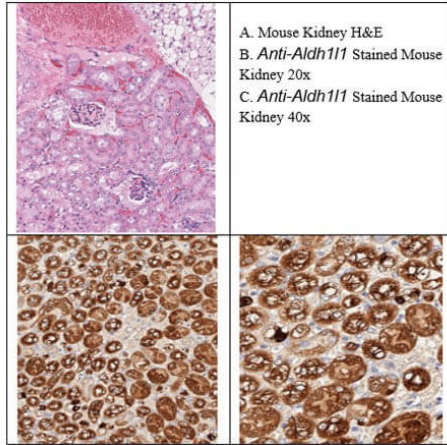 A. Mouse Kidney H&E
B. Anti-Aldh1l1 Stained Mouse
Kidney 20x
C. Anti-Aldh1l1 Stained Mouse
Kidney 40x